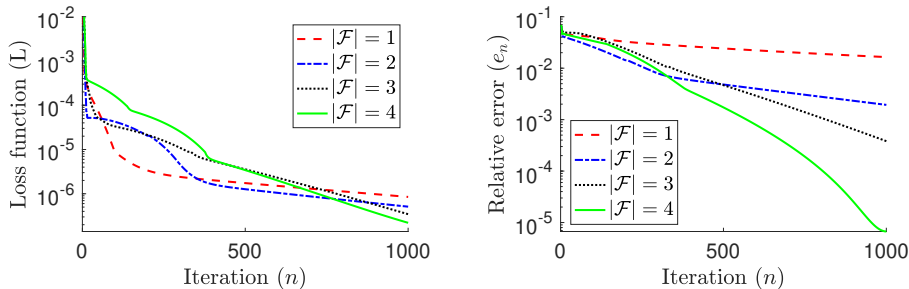 10^-2
10^-3
10^-4
10^-5
10^-6
Loss function (L)
0
500
1000
Iteration (n)
|F| = 1
|F| = 2
|F| = 3
|F| = 4
10^-1
10^-2
10^-3
10^-4
10^-5
Relative error (e_n)
0
500
1000
Iteration (n)
|F| = 1
|F| = 2
|F| = 3
|F| = 4